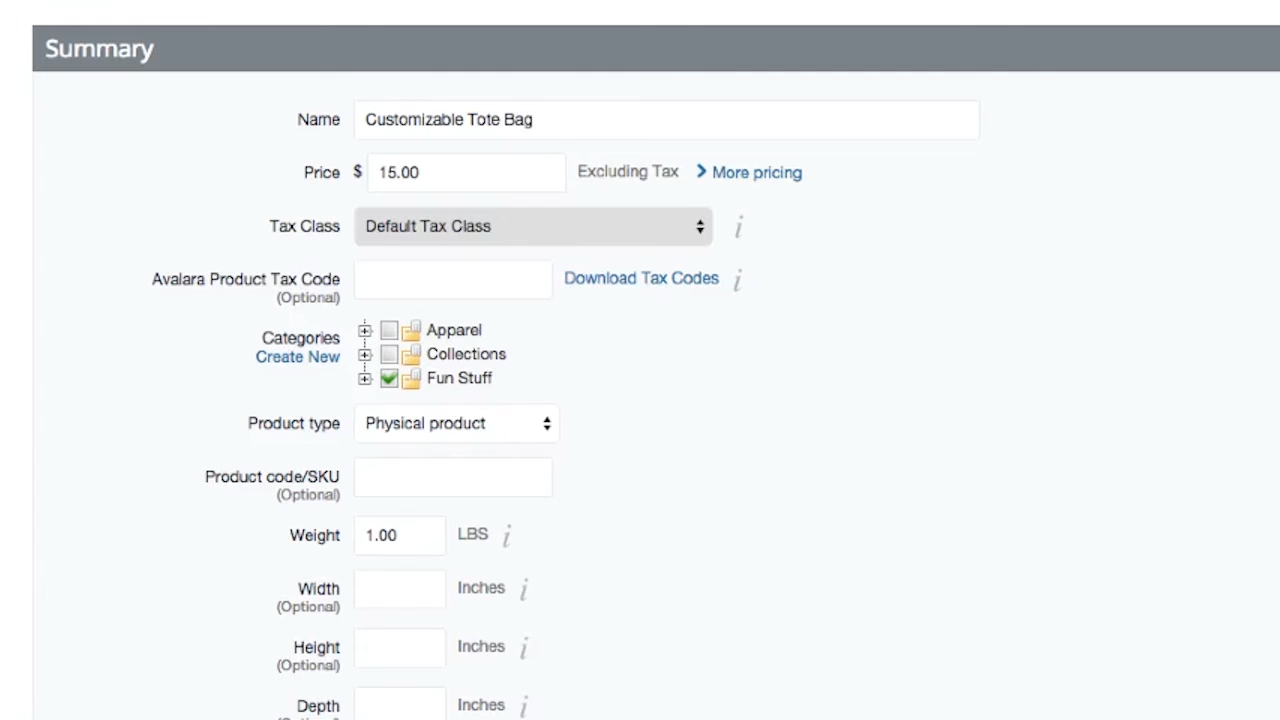 Summary
Name Customizable Tote Bag
Price $ 15.00 Excluding Tax More pricing
Tax Class Default Tax Class i
Avalara Product Tax Code Download Tax Codes i
(Optional)
Categories Apparel
Create New Collections
Fun Stuff
Product type Physical product
Product code/SKU
(Optional)
Weight 1.00 LBS i
Width Inches i
(Optional)
Height Inches i
(Optional)
Depth Inches i